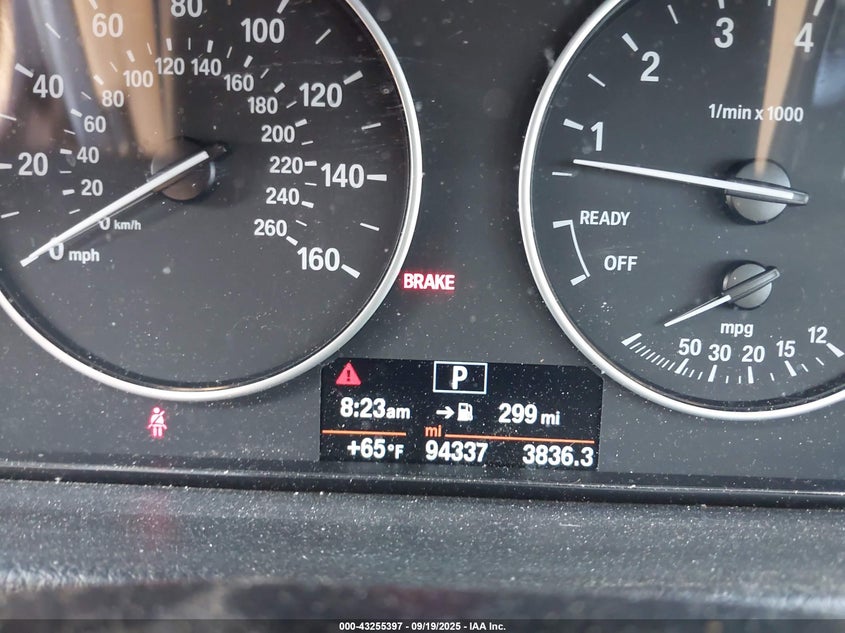 20
40
60
80
100
120
140
160
0 mph
0 km/h
20
40
60
80
100
120
140
160
180
200
220
240
260
BRAKE
1
2
3
4
1/min x 1000
READY
OFF
mpg
50 30 20 15 12
P
8:23am
299 mi
mi
+65°F 94337 3836.3
000-43255397 - 09/19/2025 - IAA Inc.